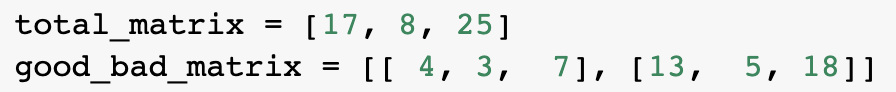 total_matrix = [17, 8, 25]
good_bad_matrix = [[ 4, 3,  7], [13,  5, 18]]